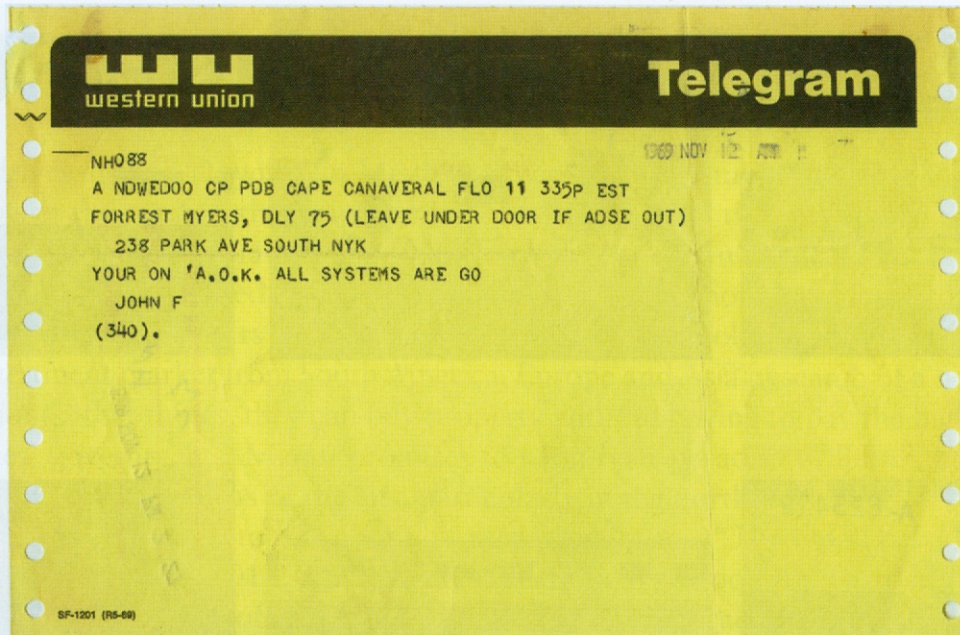 western union
Telegram
1969 NOV 12 AM
NHO88
A NDWEDOO CP PDB CAPE CANAVERAL FLO 11 335P EST
FORREST MYERS, DLY 75 (LEAVE UNDER DOOR IF ADSE OUT)
238 PARK AVE SOUTH NYK
YOUR ON 'A.O.K. ALL SYSTEMS ARE GO
JOHN F
(340).
SF-1201 (R5-69)